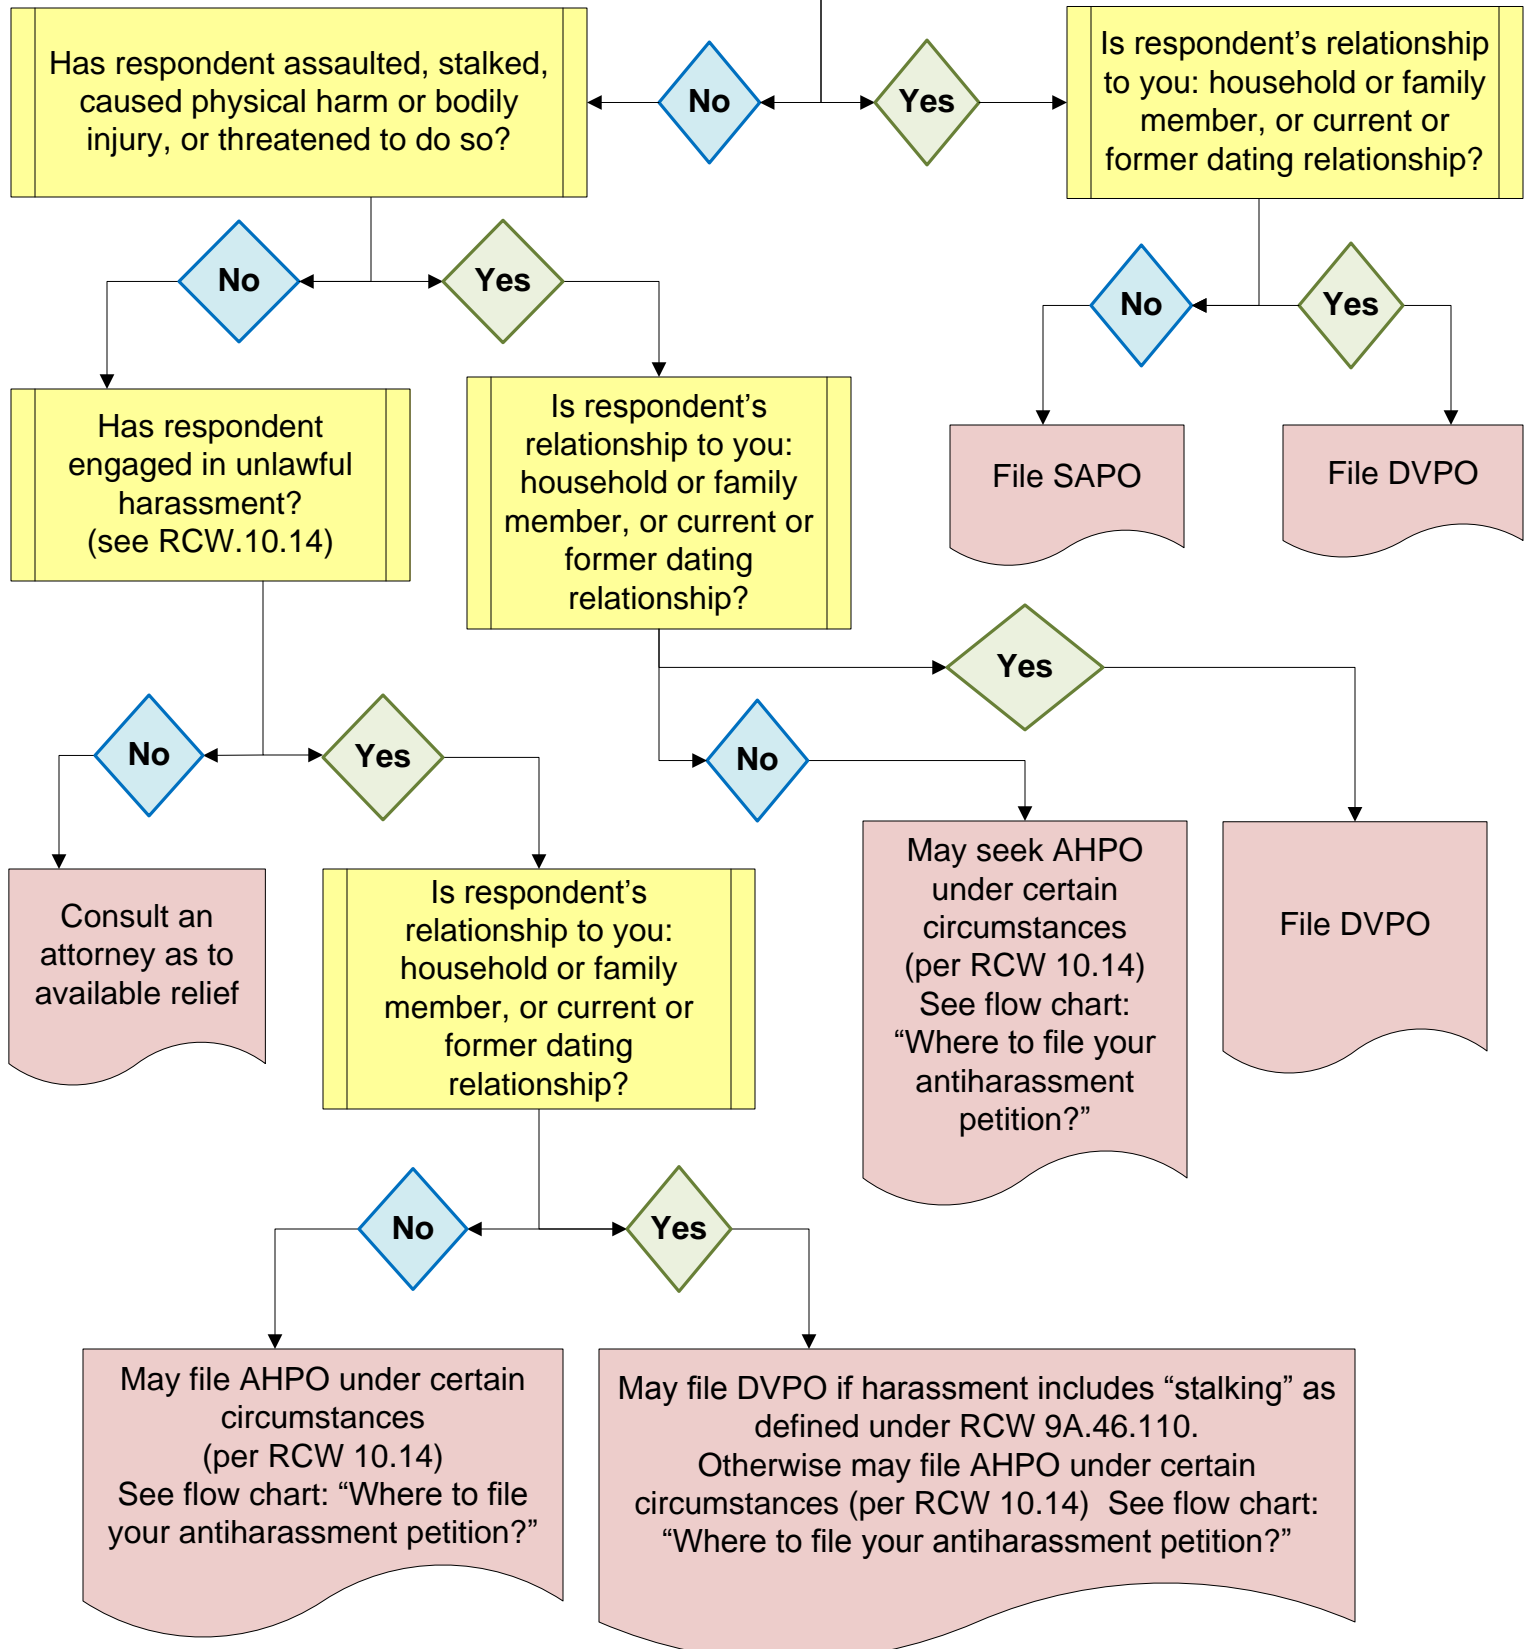 Has respondent assaulted, stalked,
caused physical harm or bodily
injury, or threatened to do so?
No
Yes
Is respondent’s relationship
to you: household or family
member, or current or
former dating relationship?
No
Yes
No
Yes
Has respondent
engaged in unlawful
harassment?
(see RCW.10.14)
Is respondent’s
relationship to you:
household or family
member, or current or
former dating
relationship?
File SAPO
File DVPO
Yes
No
No
Yes
Consult an
attorney as to
available relief
Is respondent’s
relationship to you:
household or family
member, or current or
former dating
relationship?
May seek AHPO
under certain
circumstances
(per RCW 10.14)
See flow chart:
“Where to file your
antiharassment
petition?”
File DVPO
No
Yes
May file AHPO under certain
circumstances
(per RCW 10.14)
See flow chart: “Where to file
your antiharassment petition?”
May file DVPO if harassment includes “stalking” as
defined under RCW 9A.46.110.
Otherwise may file AHPO under certain
circumstances (per RCW 10.14)  See flow chart:
“Where to file your antiharassment petition?”